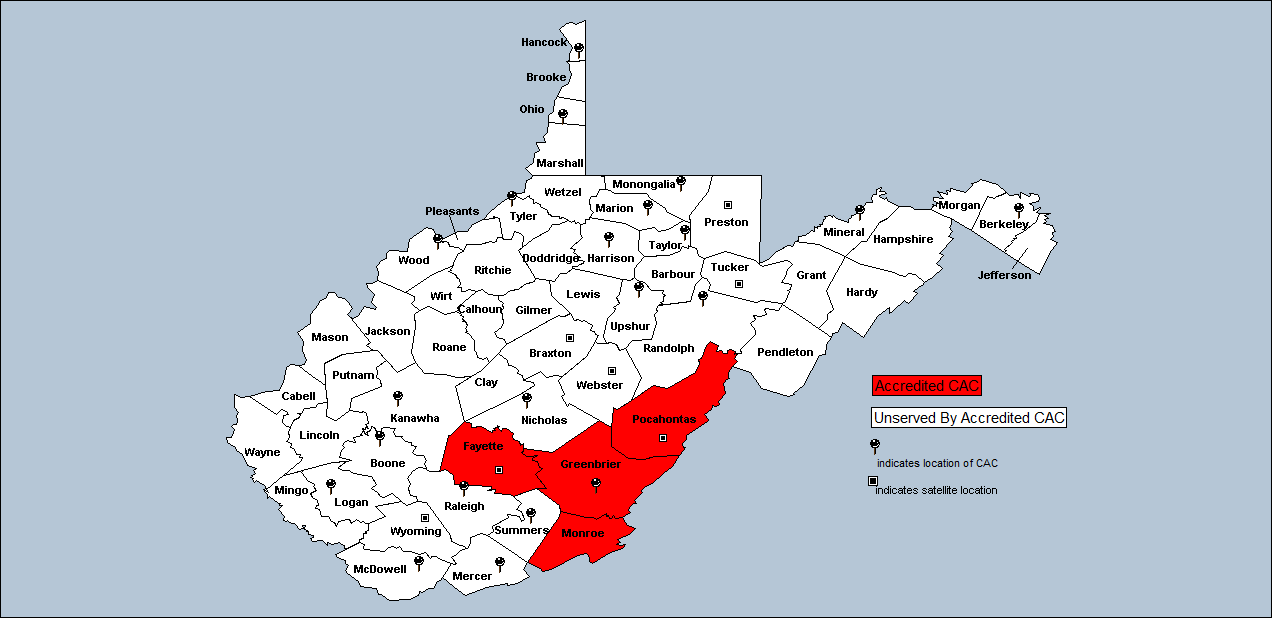 Hancock
Brooke
Ohio
Marshall
Wetzel
Monongalia
Marion
Preston
Pleasants
Tyler
Morgan
Berkeley
Mineral
Hampshire
Taylor
Wood
Doddridge
Harrison
Ritchie
Barbour
Tucker
Grant
Jefferson
Hardy
Wirt
Lewis
Calhoun
Gilmer
Upshur
Jackson
Mason
Roane
Braxton
Randolph
Pendleton
Putnam
Clay
Webster
Accredited CAC
Cabell
Kanawha
Nicholas
Pocahontas
Unserved By Accredited CAC
Lincoln
Wayne
Fayette
Boone
Greenbrier
indicates location of CAC
Mingo
Logan
Raleigh
indicates satellite location
Wyoming
Summers
Monroe
McDowell
Mercer